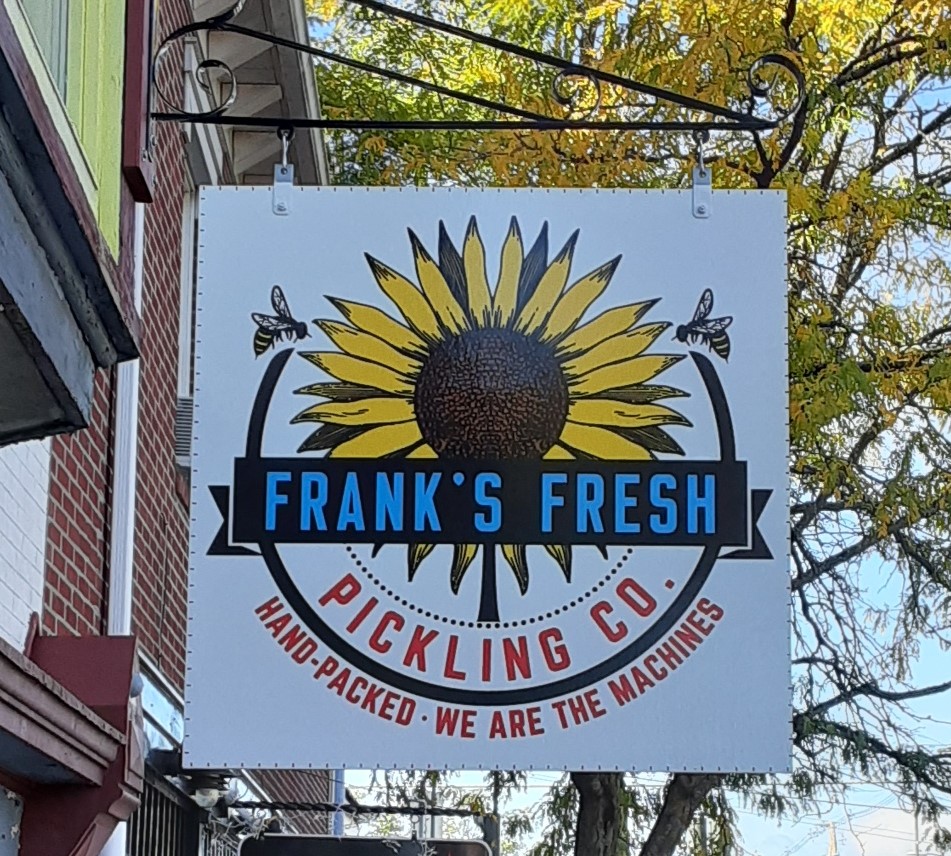 FRANK'S FRESH
PICKLING CO.
HAND-PACKED · WE ARE THE MACHINES